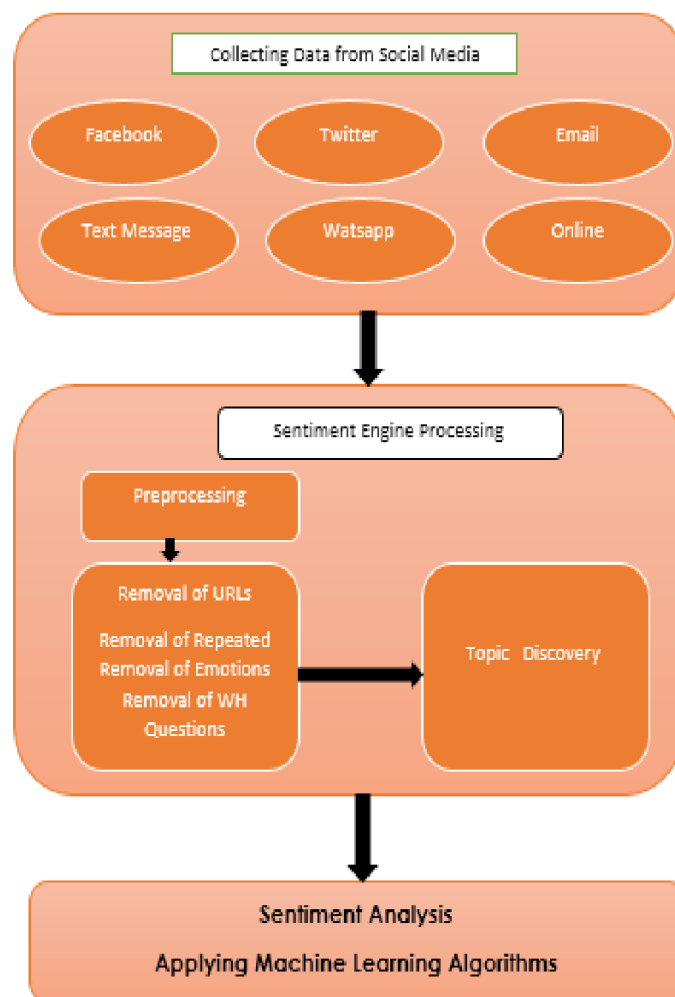 Collecting Data from Social Media
Facebook
Twitter
Email
Text Message
Watsapp
Online
Sentiment Engine Processing
Preprocessing
Removal of URLs
Removal of Repeated
Removal of Emotions
Removal of WH
Questions
Topic Discovery
Sentiment Analysis
Applying Machine Learning Algorithms